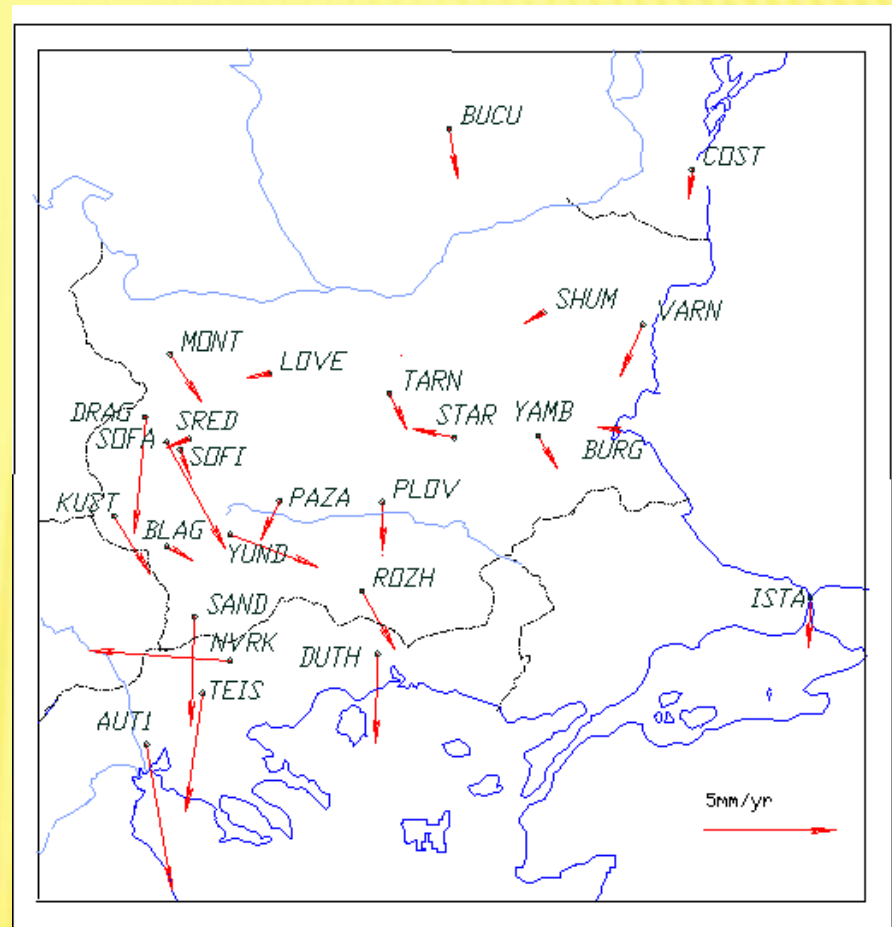 BUCU
COST
SHUM
VARN
MONT
LOVE
TARN
DRAG
SRED
STAR
YAMB
SOFA
BURG
SOFI
KUST
PAZA
PLOV
BLAG
YUND
ROZH
ISTA
SAND
NVRK
DUTH
TEIS
AUT1
5mm/yr